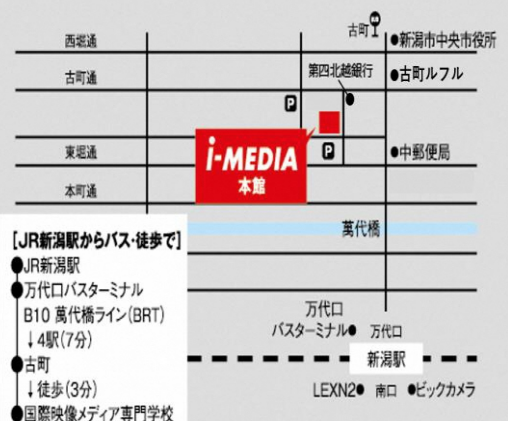 古町
西堀通
●新潟市中央市役所
古町通
第四北越銀行
●古町ルフル
P
i-MEDIA
本館
P
東堀通
●中郵便局
本町通
萬代橋
[JR新潟駅からバス・徒歩で]
●JR新潟駅
●万代口バスターミナル
B10 萬代橋ライン(BRT)
↓4駅(7分)
●古町
↓徒歩(3分)
●国際映像メディア専門学校
万代口
バスターミナル●
万代口
新潟駅
LEXN2● 南口 ●ビックカメラ